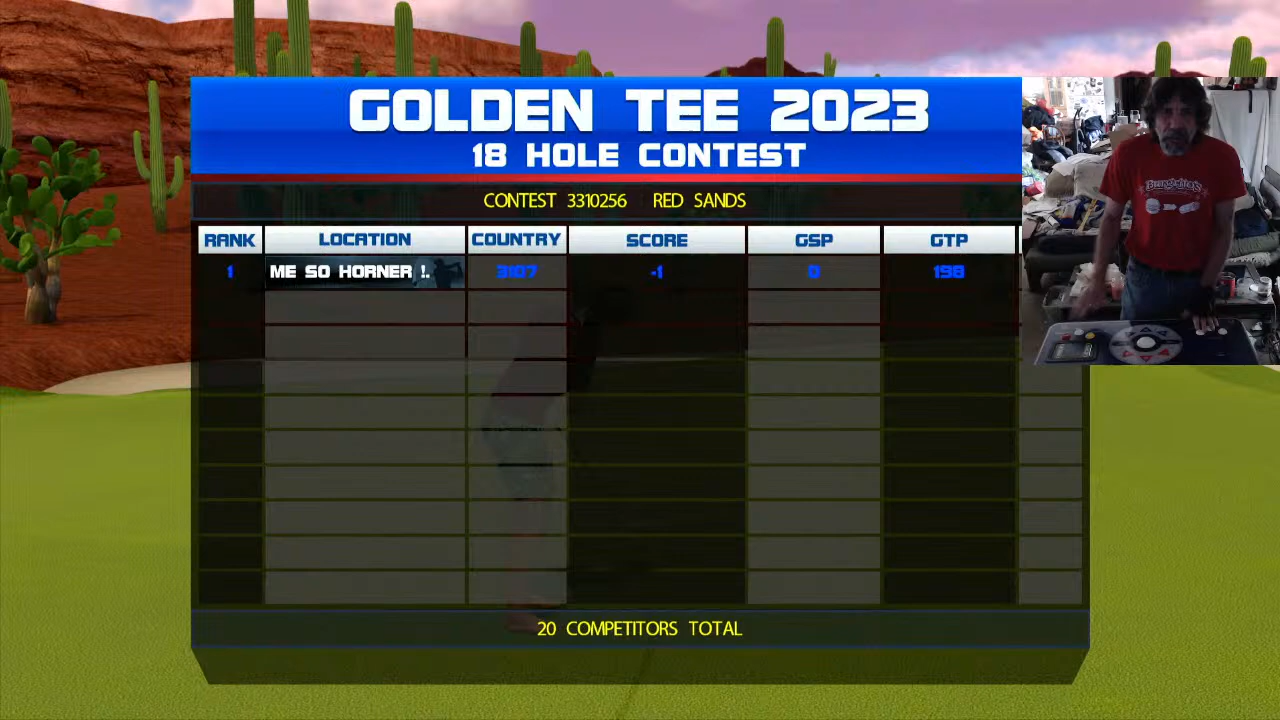 GOLDEN TEE 2023
18 HOLE CONTEST
CONTEST 3310256 RED SANDS
RANK LOCATION COUNTRY SCORE GSP GTP
1 ME SO HORNER !. 3107 -1 0 198
20 COMPETITORS TOTAL